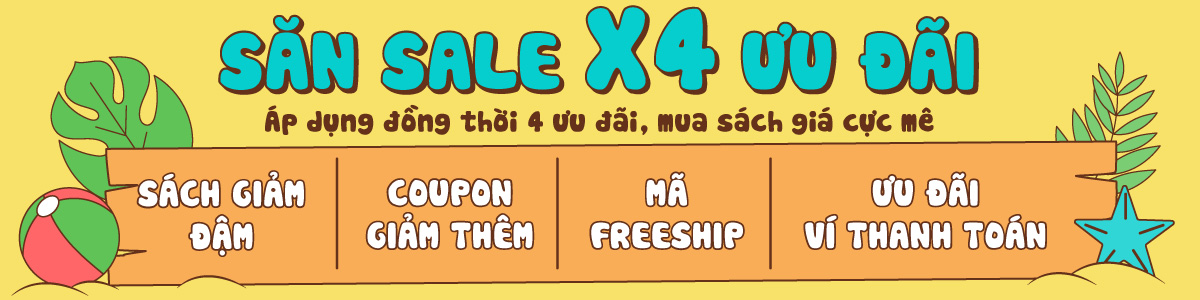 SĂN SALE X4 ƯU ĐÃI
Áp dụng đồng thời 4 ưu đãi, mua sách giá cực mê
SÁCH GIẢM
ĐẬM
COUPON
GIẢM THÊM
MÃ
FREESHIP
ƯU ĐÃI
VÍ THANH TOÁN